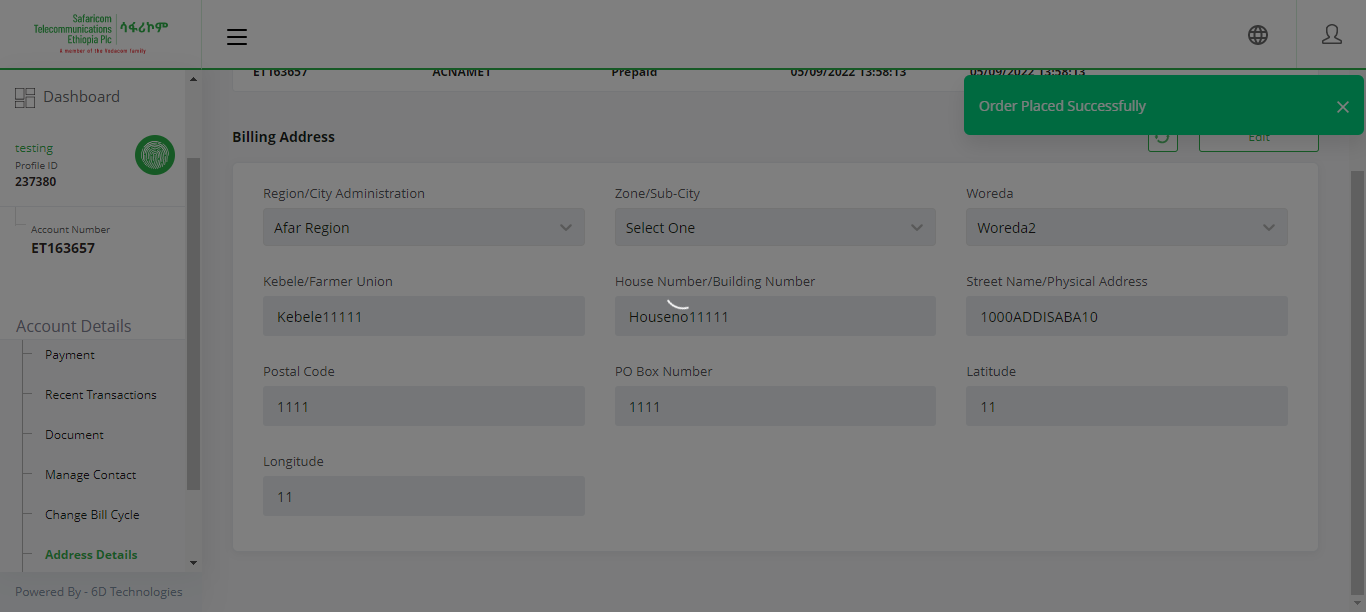 Safaricom
Telecommunications
Ethiopia Plc
ሳፋሪኮም
A member of the Vodacom family
ET163657 ACNAME1 Prepaid 05/09/2022 13:58:13 05/09/2022 13:58:13
Order Placed Successfully
Dashboard
testing
Profile ID
237380
Account Number
ET163657
Account Details
Payment
Recent Transactions
Document
Manage Contact
Change Bill Cycle
Address Details
Powered By - 6D Technologies
Billing Address
Edit
Region/City Administration Zone/Sub-City Woreda
Afar Region Select One Woreda2
Kebele/Farmer Union House Number/Building Number Street Name/Physical Address
Kebele11111 Houseno11111 1000ADDISABA10
Postal Code PO Box Number Latitude
1111 1111 11
Longitude
11